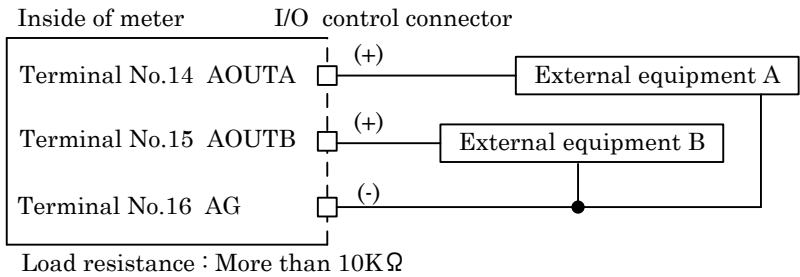 Inside of meter I/O control connector
(+)
Terminal No.14 AOUTA External equipment A
(+)
Terminal No.15 AOUTB External equipment B
(-)
Terminal No.16 AG
Load resistance : More than 10KΩ